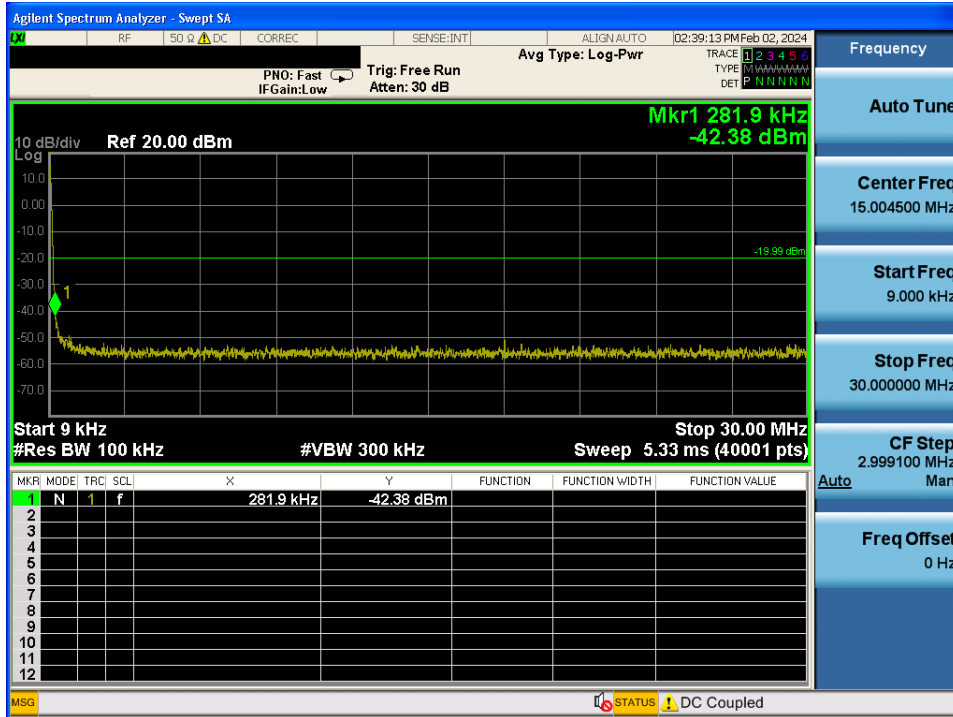 Agilent Spectrum Analyzer - Swept SA
LXI RF 50 Ω DC CORREC SENSE:INT ALIGN AUTO 02:39:13 PM Feb 02, 2024
Avg Type: Log-Pwr TRACE 1 2 3 4 5 6
PNO: Fast Trig: Free Run TYPE M WWWWW
IFGain:Low Atten: 30 dB DET P N N N N N
Mkr1 281.9 kHz
-42.38 dBm
10 dB/div Ref 20.00 dBm
Log
10.0
0.00
-10.0
-19.99 dBm
-20.0
-30.0
1
-40.0
-50.0
-60.0
-70.0
Start 9 kHz Stop 30.00 MHz
#Res BW 100 kHz #VBW 300 kHz Sweep 5.33 ms (40001 pts)
MKR MODE TRC SCL X Y FUNCTION FUNCTION WIDTH FUNCTION VALUE
1 N 1 f 281.9 kHz -42.38 dBm
2
3
4
5
6
7
8
9
10
11
12
MSG STATUS DC Coupled
Frequency
Auto Tune
Center Freq
15.004500 MHz
Start Freq
9.000 kHz
Stop Freq
30.000000 MHz
CF Step
2.999100 MHz
Auto Man
Freq Offset
0 Hz